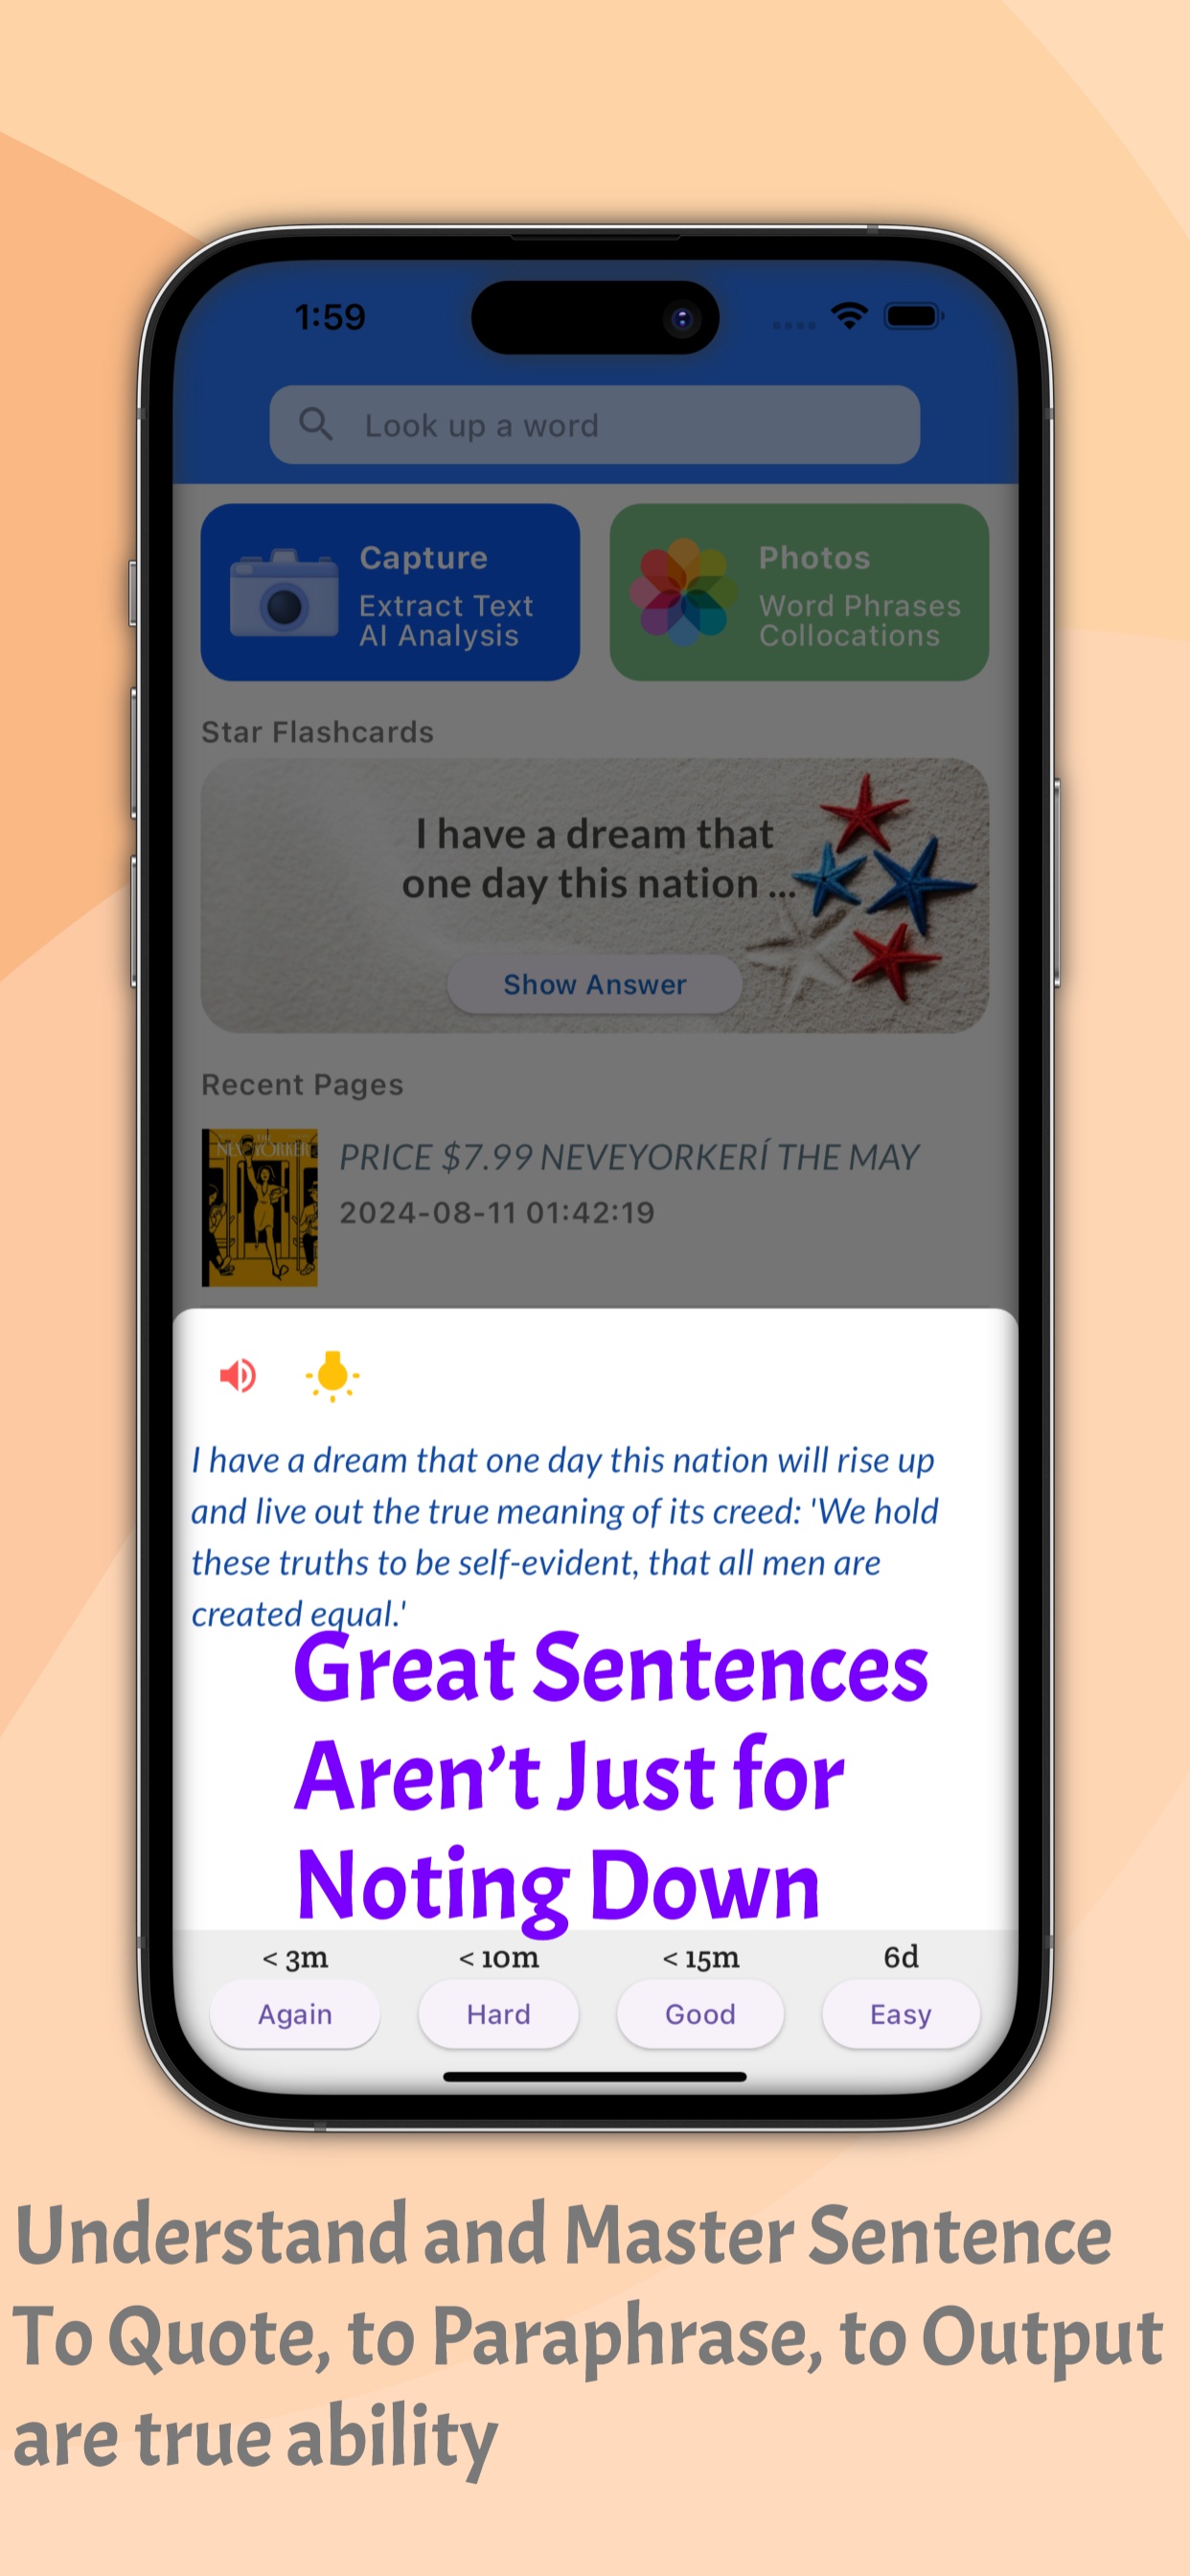 1:59
Look up a word
Capture
Extract Text
AI Analysis
Photos
Word Phrases
Collocations
Star Flashcards
I have a dream that
one day this nation ...
Show Answer
Recent Pages
THE
NEW YORKER
PRICE $7.99 NEVEYORKERÍ THE MAY
2024-08-11 01:42:19
I have a dream that one day this nation will rise up
and live out the true meaning of its creed: 'We hold
these truths to be self-evident, that all men are
created equal.'
Great Sentences
Aren’t Just for
Noting Down
< 3m
< 10m
< 15m
6d
Again
Hard
Good
Easy
Understand and Master Sentence
To Quote, to Paraphrase, to Output
are true ability